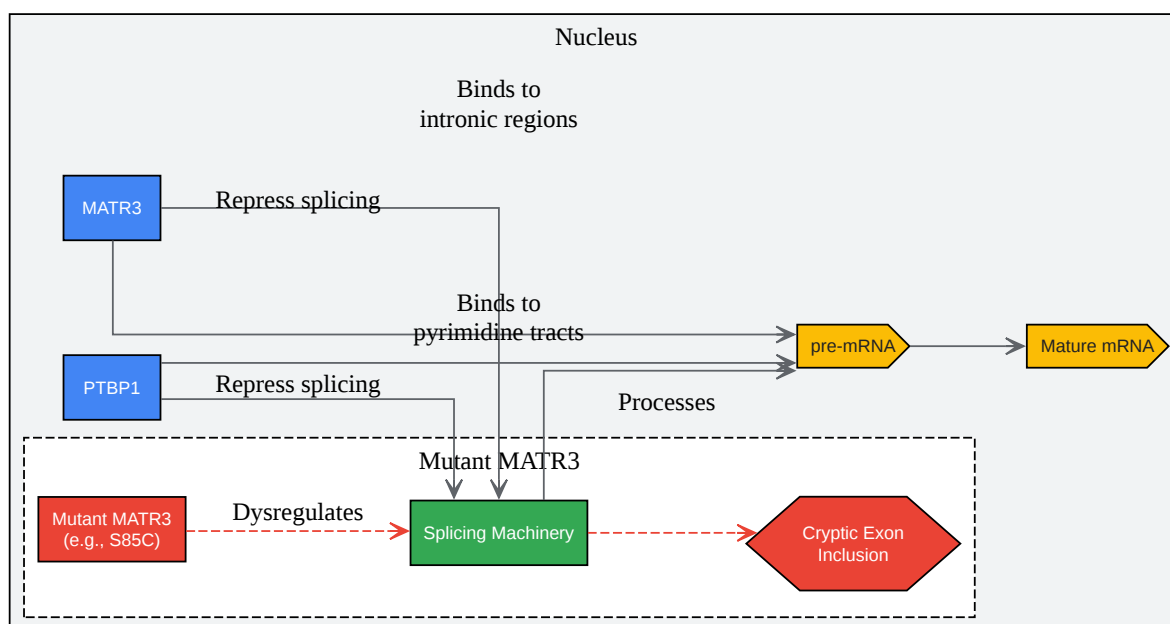 Nucleus
Binds to
intronic regions
MATR3
Repress splicing
Binds to
pyrimidine tracts
pre-mRNA
Mature mRNA
PTBP1
Repress splicing
Processes
Mutant MATR3
Mutant MATR3
(e.g., S85C)
Dysregulates
Splicing Machinery
Cryptic Exon
Inclusion